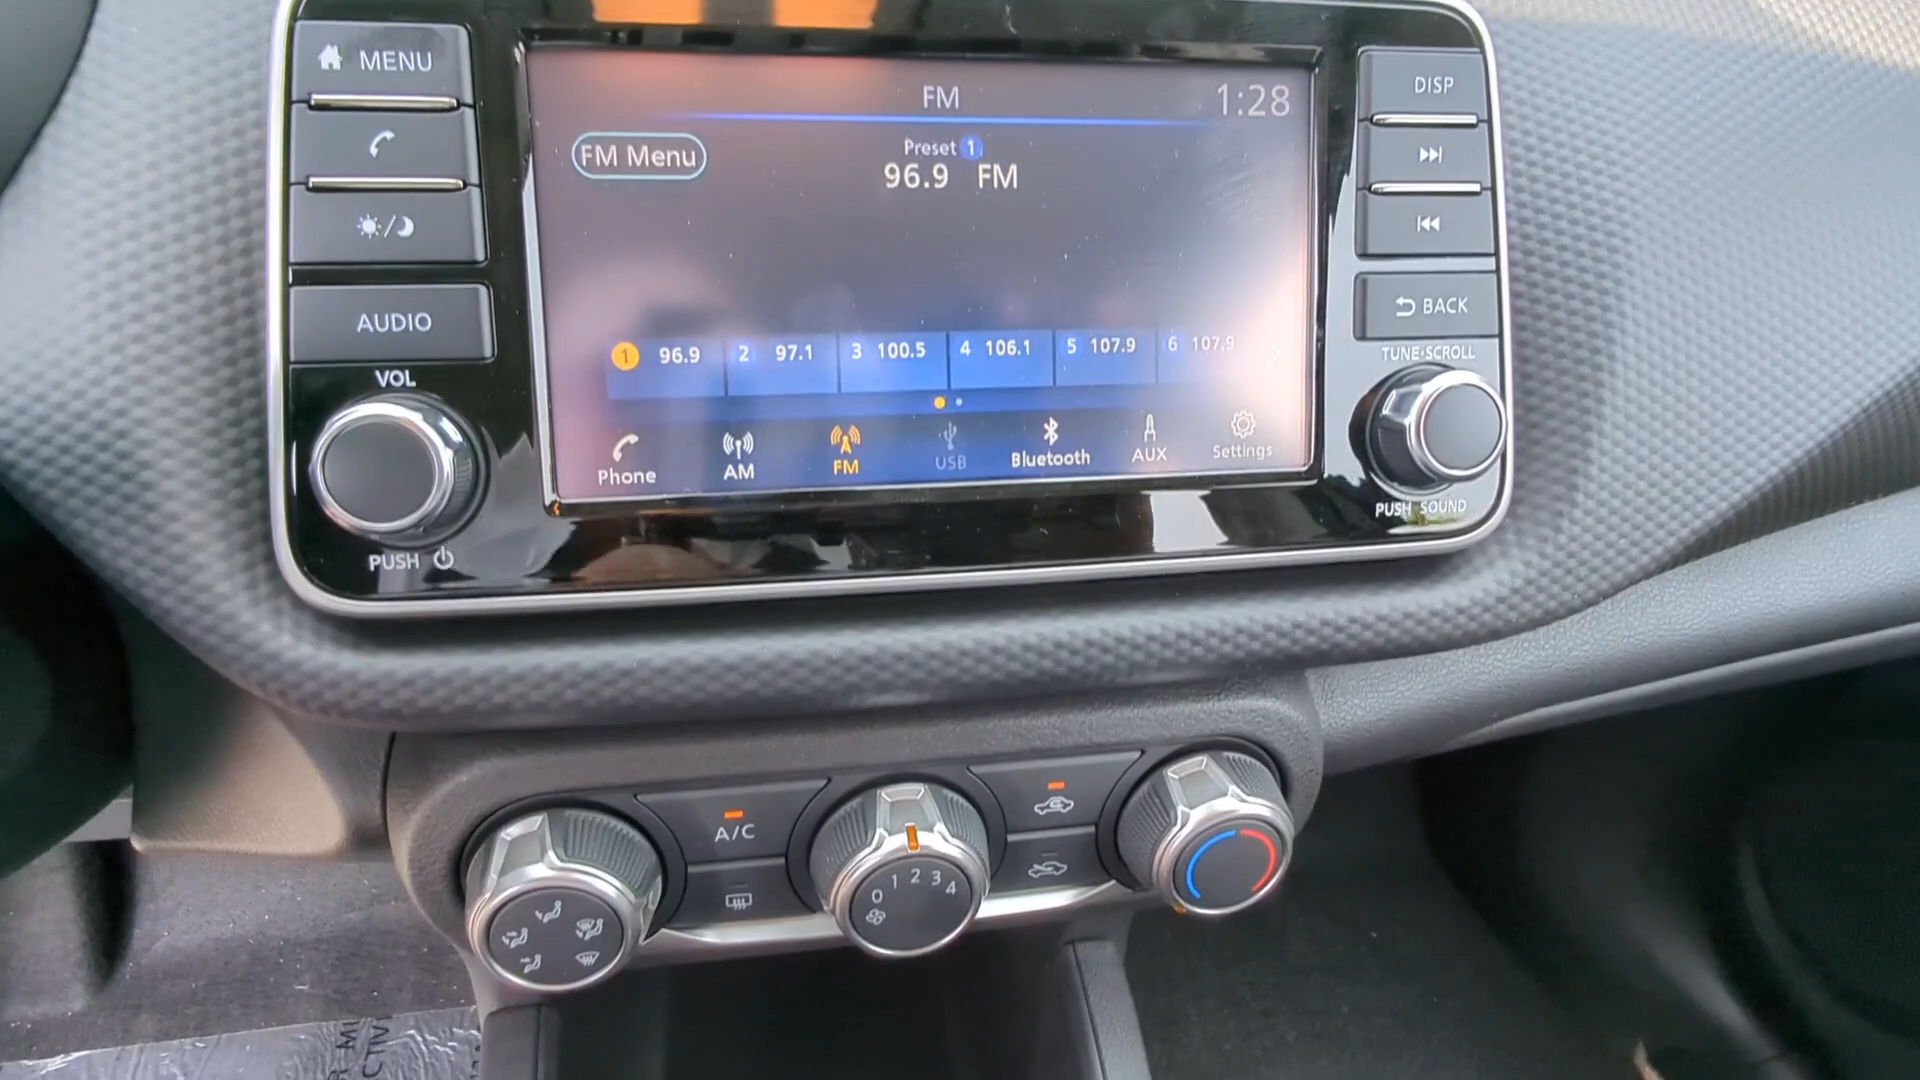 MENU
AUDIO
VOL
PUSH
FM
1:28
FM Menu
Preset 1
96.9 FM
1 96.9 2 97.1 3 100.5 4 106.1 5 107.9 6 107.9
Phone AM FM USB Bluetooth AUX Settings
DISP
BACK
TUNE·SCROLL
PUSH SOUND
A/C
0 1 2 3 4